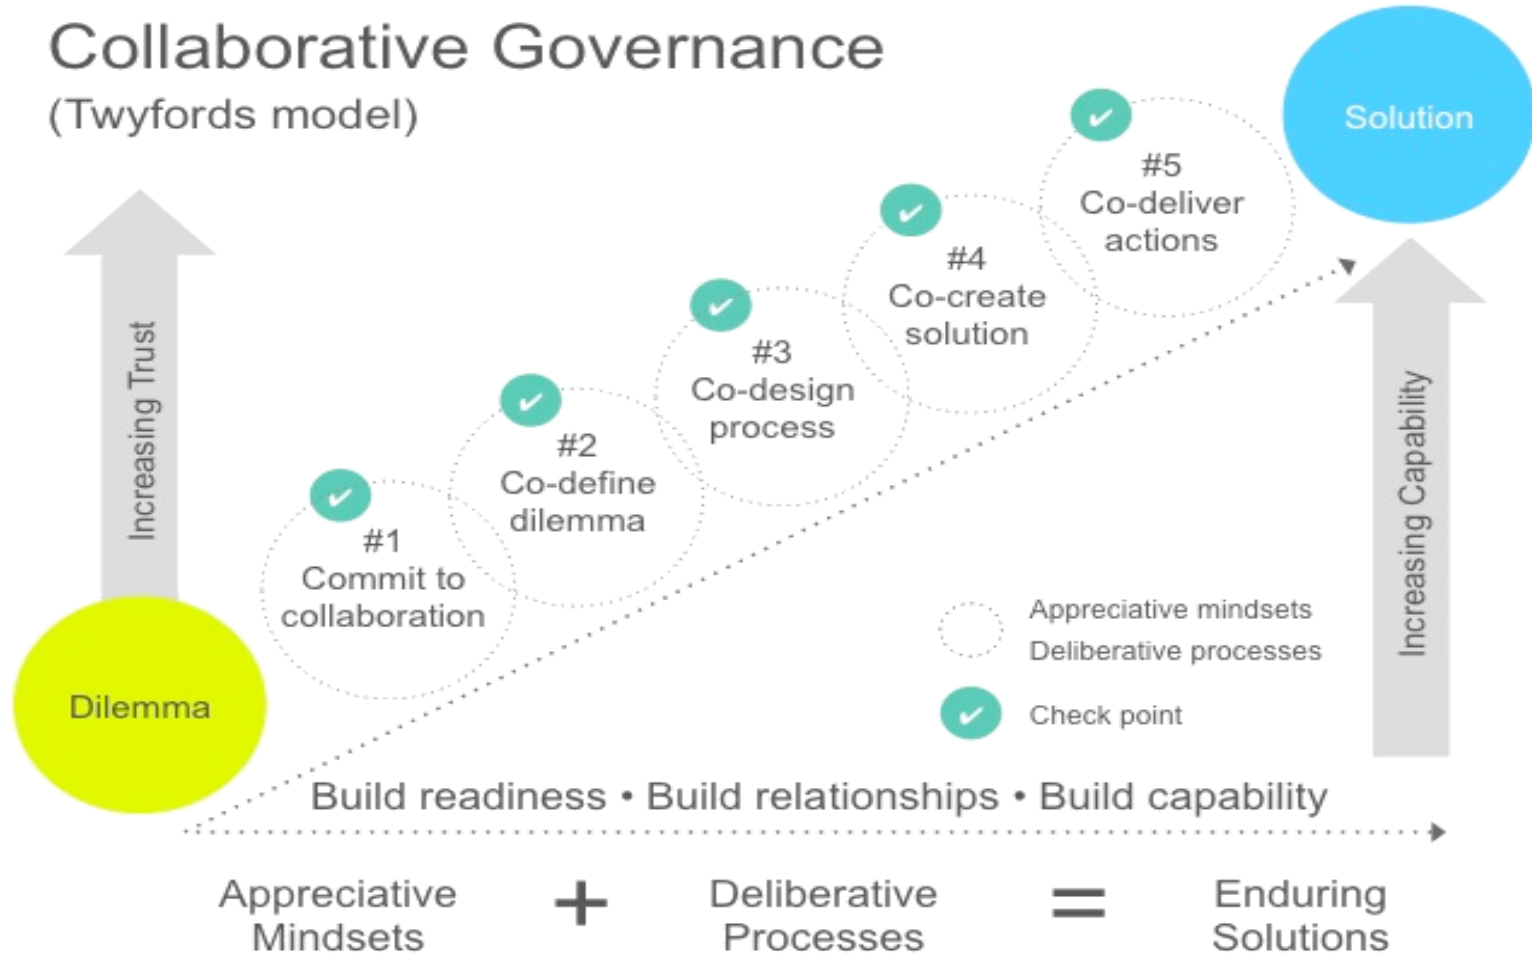 Collaborative Governance
(Twyfords model)
Solution
#5
Co-deliver
actions
#4
Co-create
solution
#3
Co-design
process
#2
Co-define
dilemma
#1
Commit to
collaboration
Increasing Trust
Increasing Capability
Dilemma
Appreciative mindsets
Deliberative processes
Check point
Build readiness • Build relationships • Build capability
Appreciative
Mindsets
+
Deliberative
Processes
=
Enduring
Solutions